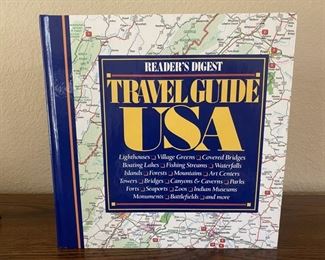 READER'S DIGEST
TRAVEL GUIDE
USA
Lighthouses ❑ Village Greens ❑ Covered Bridges
Boating Lakes ❑ Fishing Streams ❑ Waterfalls
Islands ❑ Forests ❑ Mountains ❑ Art Centers
Towers ❑ Bridges ❑ Canyons & Caverns ❑ Parks
Forts ❑ Seaports ❑ Zoos ❑ Indian Museums
Monuments ❑ Battlefields ❑ and more